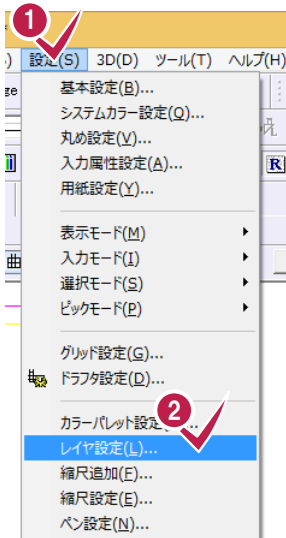 1
設定(S) 3D(D) ツール(T) ヘルプ(H)
基本設定(B)...
システムカラー設定(O)...
丸め設定(V)...
入力属性設定(A)...
用紙設定(Y)...
表示モード(M)
入力モード(I)
選択モード(S)
ピックモード(P)
グリッド設定(G)...
ドラフタ設定(D)...
2
カラーパレット設定
レイヤ設定(L)...
縮尺追加(F)...
縮尺設定(E)...
ペン設定(N)...